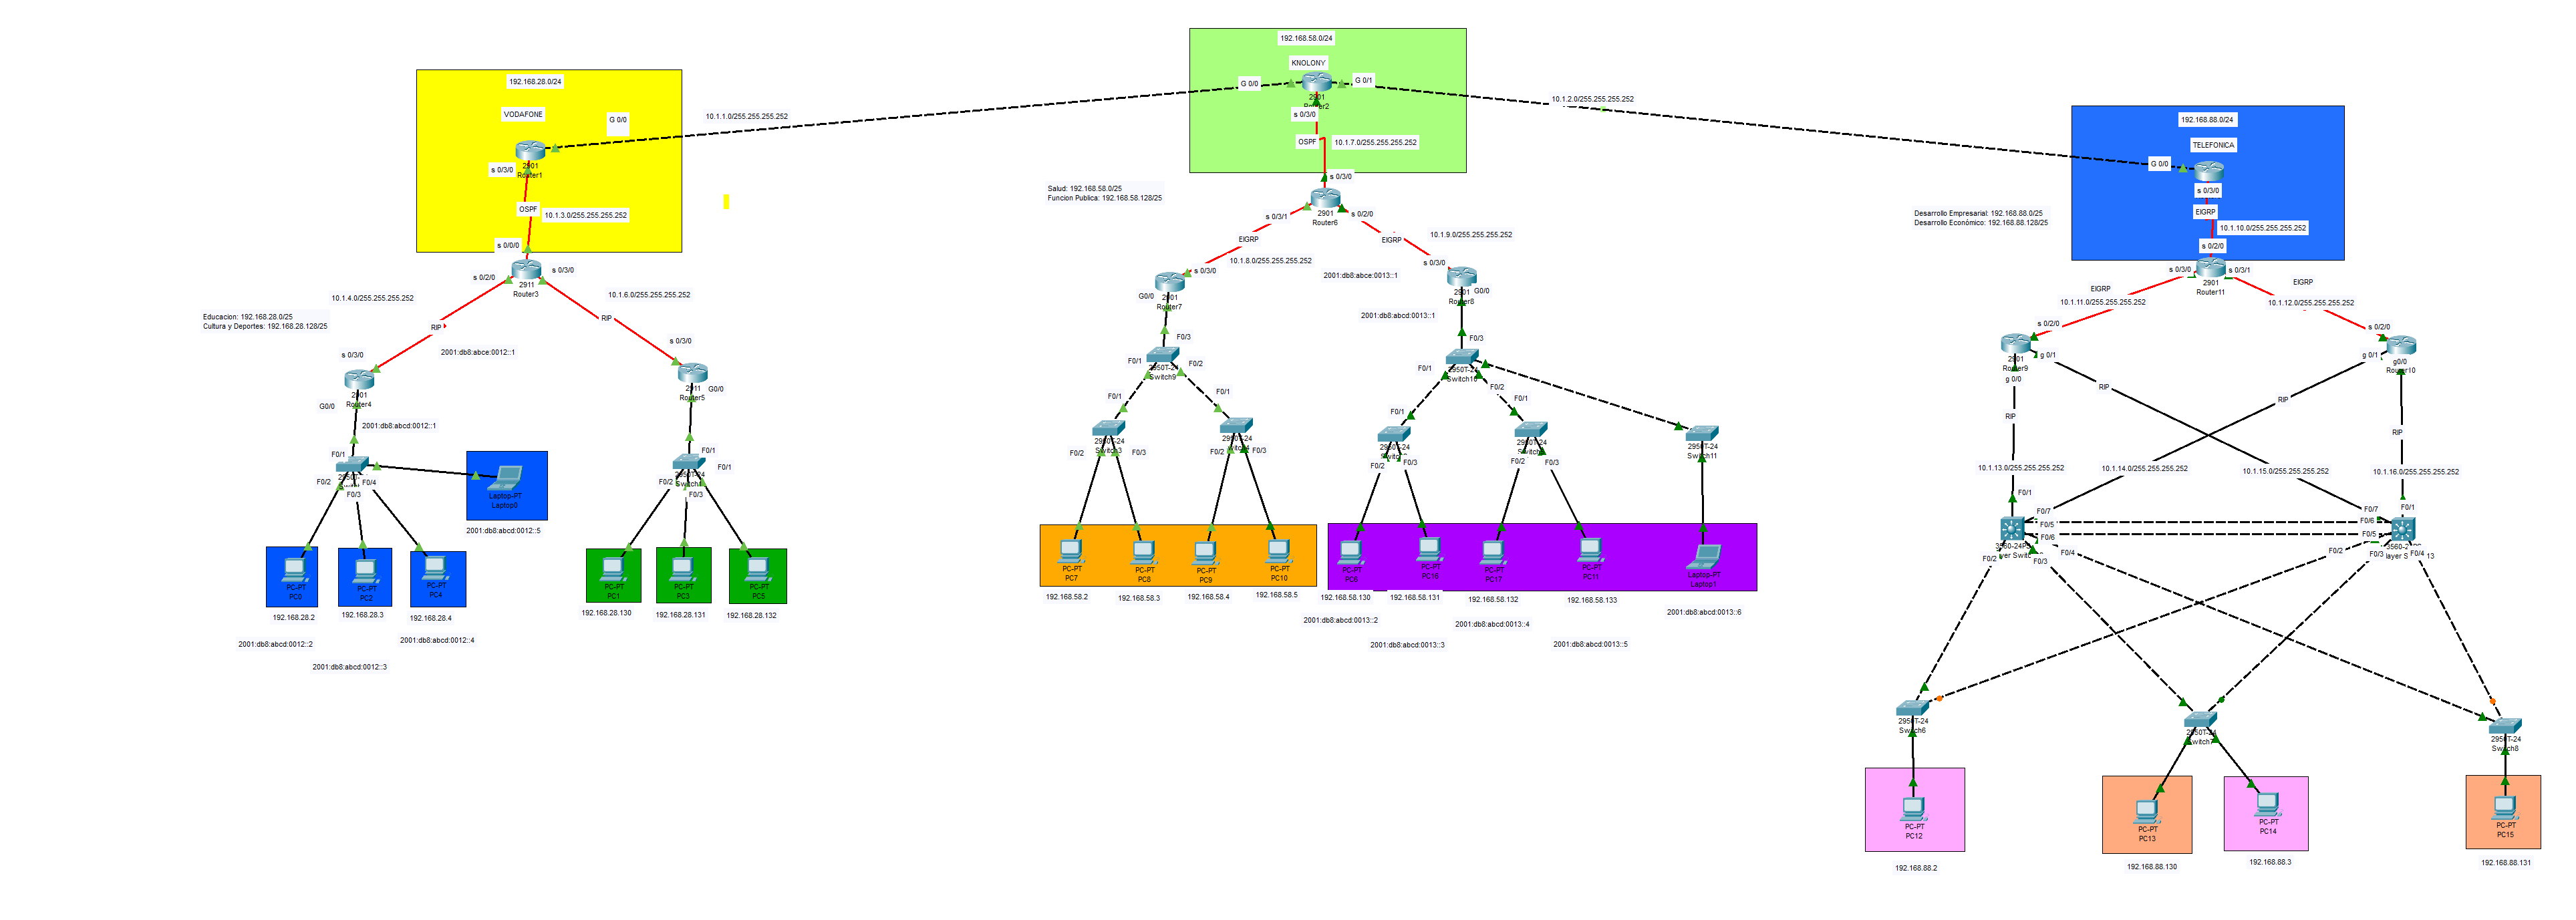 192.168.28.0/24
VODAFONE
G 0/0
2901
Router1
s 0/3/0
OSPF
10.1.3.0/255.255.255.252
s 0/0/0
10.1.1.0/255.255.255.252
2911
Router3
s 0/2/0
s 0/3/0
10.1.4.0/255.255.255.252
10.1.6.0/255.255.255.252
Educacion: 192.168.28.0/25
Cultura y Deportes: 192.168.28.128/25
RIP
RIP
2001:db8:abce:0012::1
s 0/3/0
s 0/3/0
2901
Router4
G0/0
2911
Router5
G0/0
2001:db8:abcd:0012::1
F0/1
F0/2
F0/3
F0/4
Laptop-PT
Laptop0
2001:db8:abcd:0012::5
F0/1
F0/1
F0/2
F0/3
PC-PT
PC0
PC-PT
PC2
PC-PT
PC4
PC-PT
PC1
PC-PT
PC3
PC-PT
PC5
192.168.28.2
192.168.28.3
192.168.28.4
192.168.28.130
192.168.28.131
192.168.28.132
2001:db8:abcd:0012::2
2001:db8:abcd:0012::3
2001:db8:abcd:0012::4
192.168.58.0/24
KNOLONY
G 0/0
G 0/1
2901
Router2
s 0/3/0
OSPF
10.1.7.0/255.255.255.252
10.1.2.0/255.255.255.252
Salud: 192.168.58.0/25
Funcion Publica: 192.168.58.128/25
s 0/3/0
2901
Router6
s 0/3/1
s 0/2/0
EIGRP
EIGRP
10.1.9.0/255.255.255.252
10.1.8.0/255.255.255.252
s 0/3/0
s 0/3/0
2001:db8:abce:0013::1
2901
Router7
G0/0
2901
Router8
G0/0
2001:db8:abcd:0013::1
F0/3
F0/1
F0/2
2950T-24
Switch9
F0/3
F0/1
F0/2
2950T-24
F0/1
F0/1
F0/1
F0/1
F0/2
F0/3
F0/2
F0/3
F0/2
F0/3
F0/2
F0/3
2950T-24
Switch11
PC-PT
PC7
PC-PT
PC8
PC-PT
PC9
PC-PT
PC10
PC-PT
PC6
PC-PT
PC16
PC-PT
PC17
PC-PT
PC11
Laptop-PT
Laptop1
192.168.58.2
192.168.58.3
192.168.58.4
192.168.58.5
192.168.58.130
192.168.58.131
192.168.58.132
192.168.58.133
2001:db8:abcd:0013::6
2001:db8:abcd:0013::2
2001:db8:abcd:0013::3
2001:db8:abcd:0013::4
2001:db8:abcd:0013::5
192.168.88.0/24
TELEFONICA
G 0/0
s 0/3/0
EIGRP
10.1.10.0/255.255.255.252
s 0/2/0
Desarrollo Empresarial: 192.168.88.0/25
Desarrollo Económico: 192.168.88.128/25
s 0/3/0
s 0/3/1
2901
Router11
EIGRP
EIGRP
10.1.11.0/255.255.255.252
10.1.12.0/255.255.255.252
s 0/2/0
s 0/2/0
2901
Router9
g 0/1
g 0/0
g 0/1
g0/0
Router10
RIP
RIP
RIP
RIP
10.1.13.0/255.255.255.252
10.1.14.0/255.255.255.252
10.1.15.0/255.255.255.252
10.1.16.0/255.255.255.252
F0/1
F0/7
F0/5
F0/6
F0/2
F0/3
F0/4
F0/1
F0/7
F0/6
F0/5
F0/2
F0/3
F0/4
2950T-24
Switch6
2950T-24
Switch7
2950T-24
Switch8
PC-PT
PC12
PC-PT
PC13
PC-PT
PC14
PC-PT
PC15
192.168.88.2
192.168.88.130
192.168.88.3
192.168.88.131